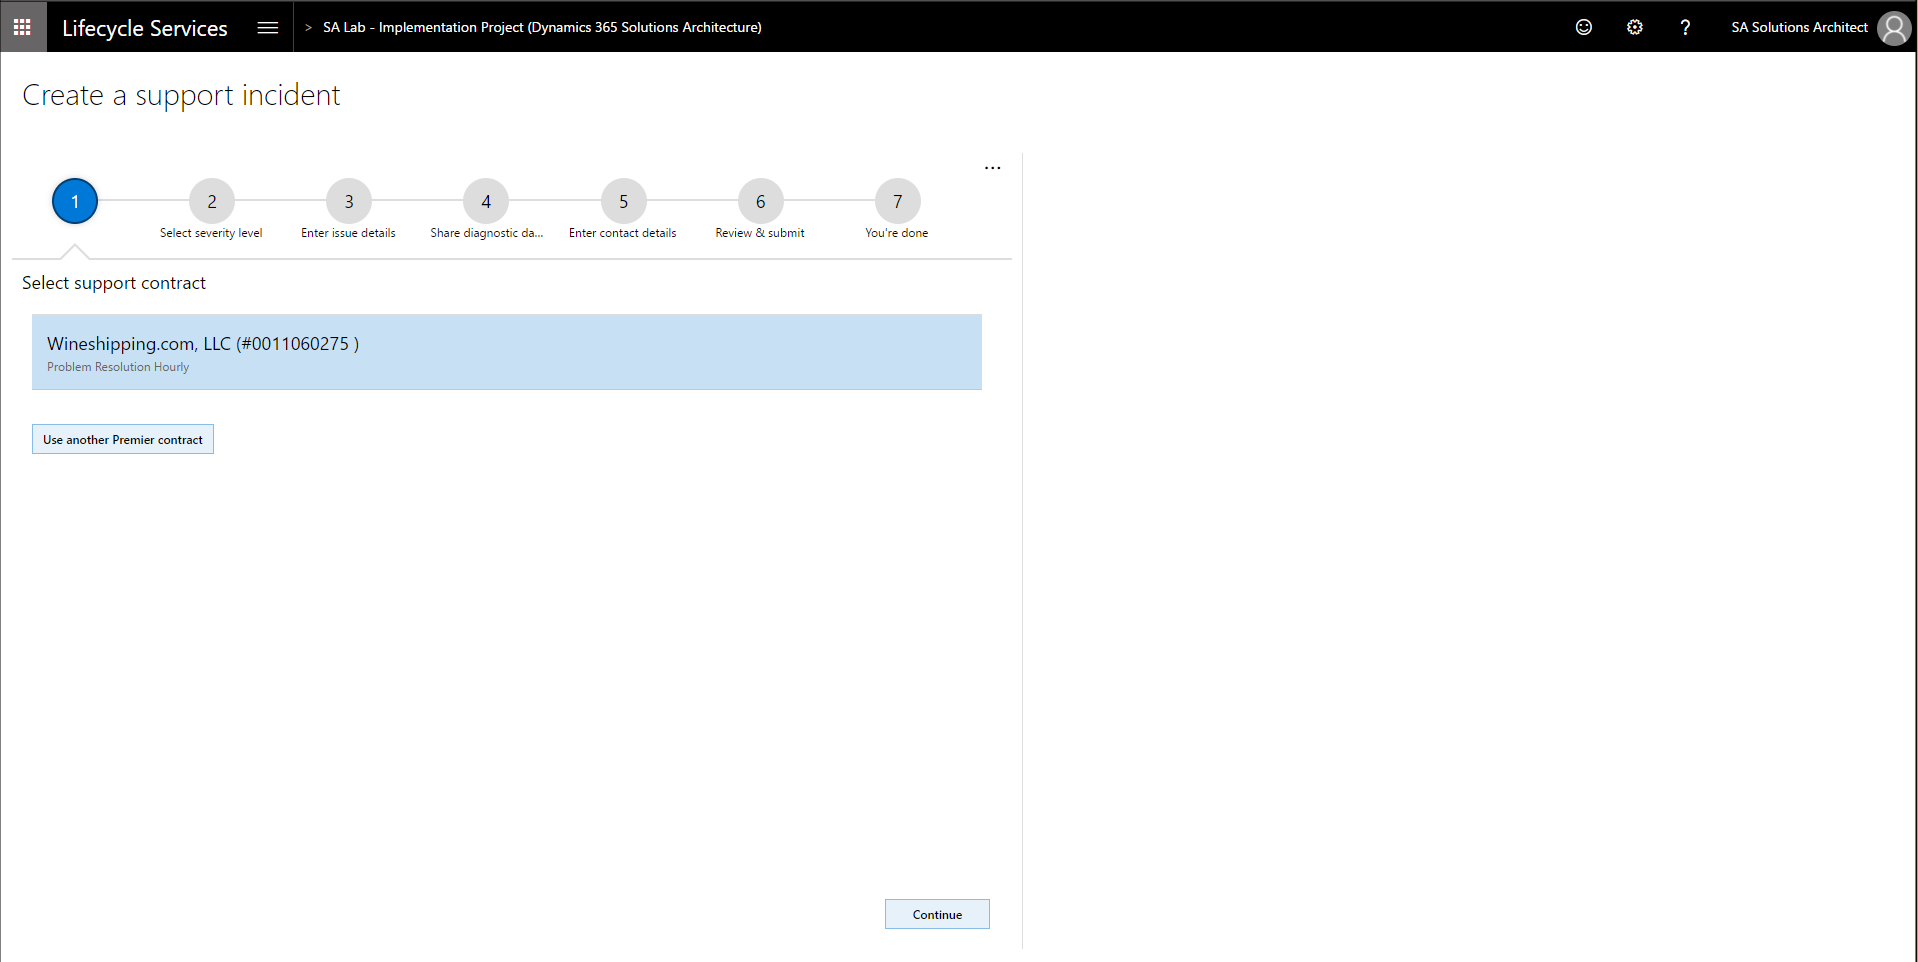 Lifecycle Services
> SA Lab - Implementation Project (Dynamics 365 Solutions Architecture)
?
SA Solutions Architect
Create a support incident
...
1 2 3 4 5 6 7
Select severity level Enter issue details Share diagnostic da... Enter contact details Review & submit You're done
Select support contract
Wineshipping.com, LLC (#0011060275 )
Problem Resolution Hourly
Use another Premier contract
Continue